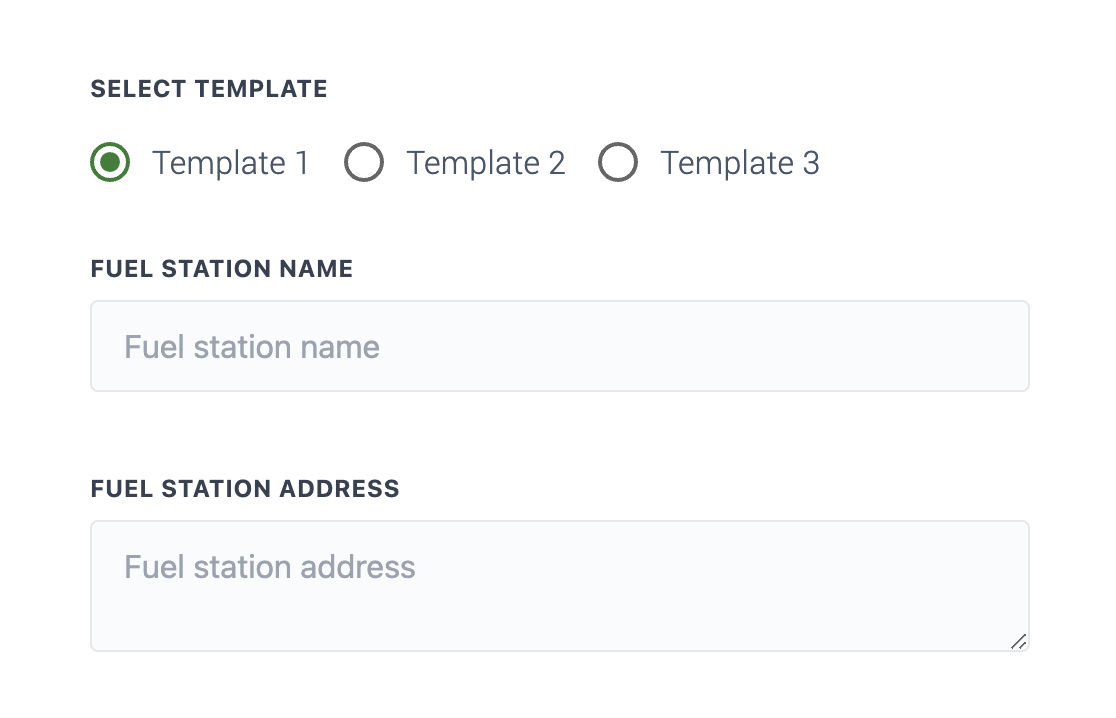 SELECT TEMPLATE
Template 1 Template 2 Template 3
FUEL STATION NAME
Fuel station name
FUEL STATION ADDRESS
Fuel station address